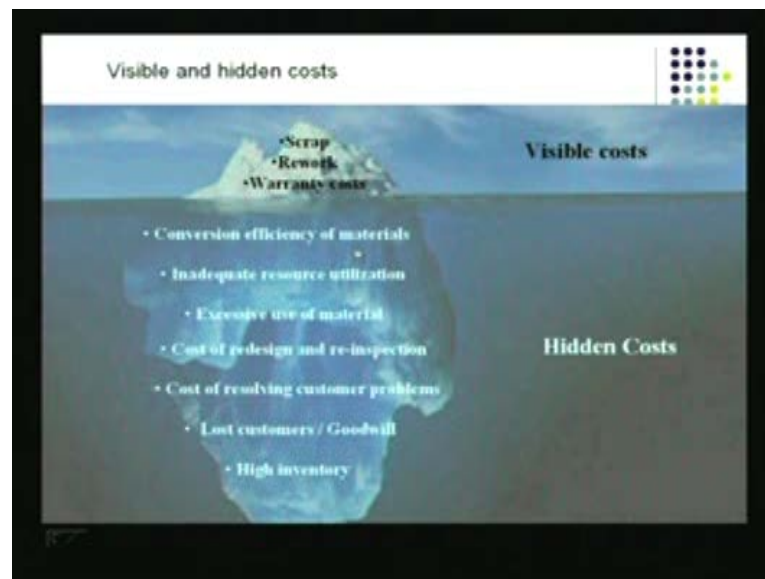 Visible and hidden costs
•Scrap
•Rework
•Warranty costs
Visible costs
• Conversion efficiency of materials
• Inadequate resource utilization
• Excessive use of material
• Cost of redesign and re-inspection
Hidden Costs
• Cost of resolving customer problems
• Lost customers / Goodwill
• High inventory